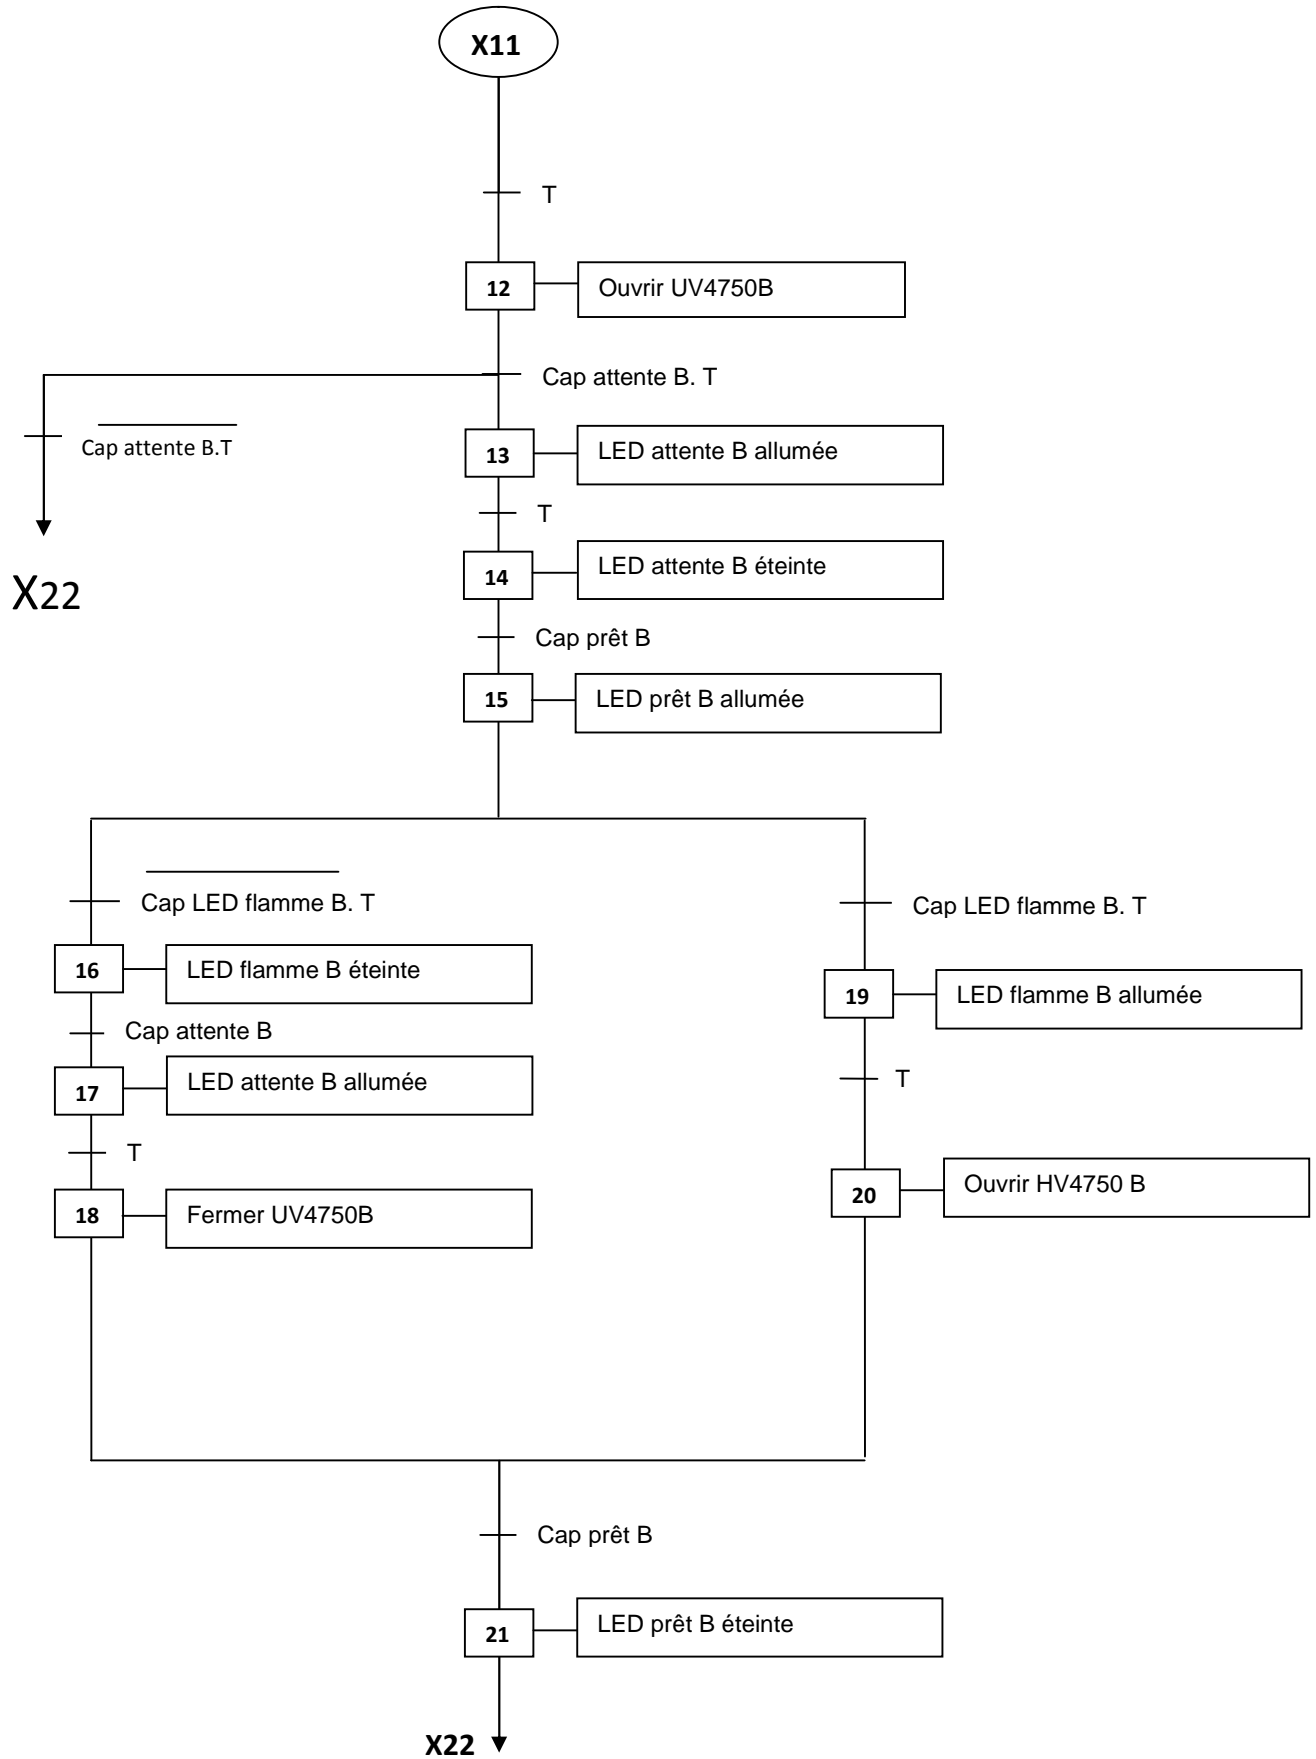 X11
T
12
Ouvrir UV4750B
Cap attente B. T
Cap attente B.T
13
LED attente B allumée
T
14
LED attente B éteinte
X22
Cap prêt B
15
LED prêt B allumée
Cap LED flamme B. T
Cap LED flamme B. T
16
LED flamme B éteinte
19
LED flamme B allumée
Cap attente B
17
LED attente B allumée
T
T
20
Ouvrir HV4750 B
18
Fermer UV4750B
Cap prêt B
21
LED prêt B éteinte
X22